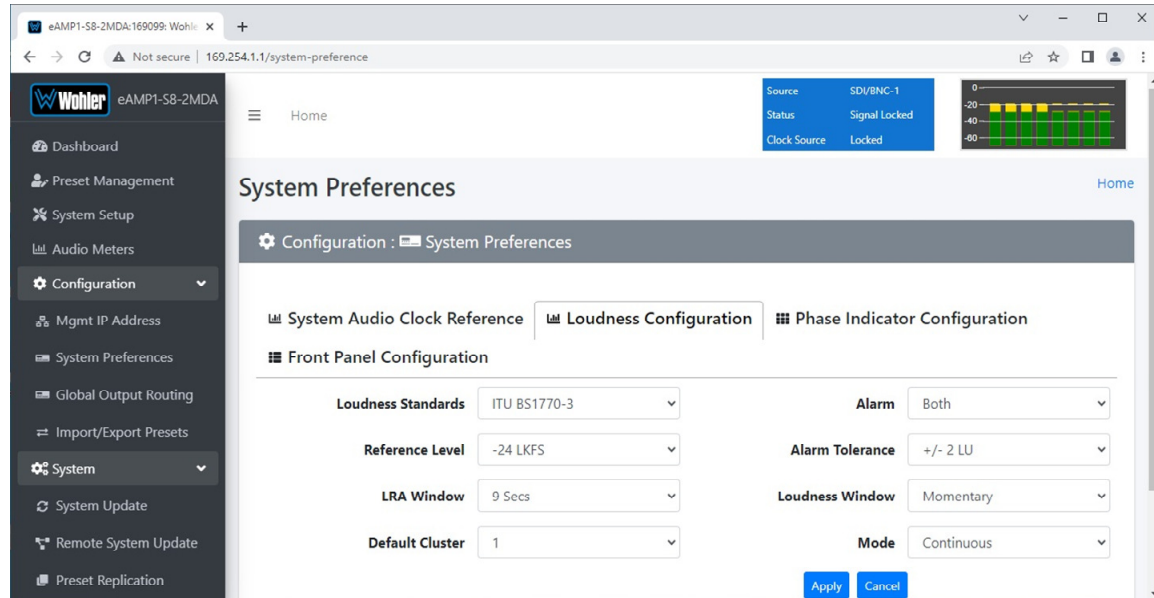 eAMP1-S8-2MDA:169099: Wohle
Not secure | 169.254.1.1/system-preference
Wohler eAMP1-S8-2MDA
Dashboard
Preset Management
System Setup
Audio Meters
Configuration
Mgmt IP Address
System Preferences
Global Output Routing
Import/Export Presets
System
System Update
Remote System Update
Preset Replication
Home
Source SDI/BNC-1
Status Signal Locked
Clock Source Locked
0
-20
-40
-60
System Preferences
Home
Configuration : System Preferences
System Audio Clock Reference Loudness Configuration Phase Indicator Configuration
Front Panel Configuration
Loudness Standards ITU BS1770-3 Alarm Both
Reference Level -24 LKFS Alarm Tolerance +/- 2 LU
LRA Window 9 Secs Loudness Window Momentary
Default Cluster 1 Mode Continuous
Apply Cancel